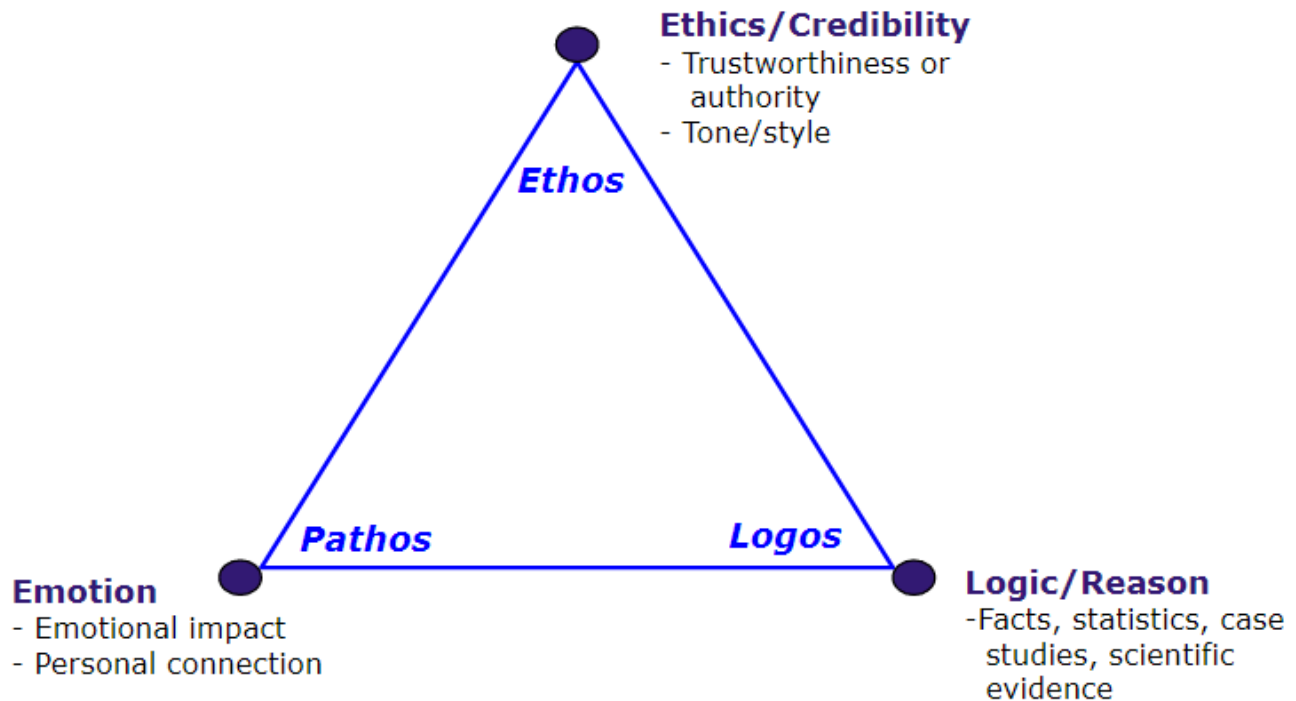 Ethics/Credibility
- Trustworthiness or
authority
- Tone/style
Ethos
Pathos
Logos
Emotion
- Emotional impact
- Personal connection
Logic/Reason
-Facts, statistics, case
studies, scientific
evidence